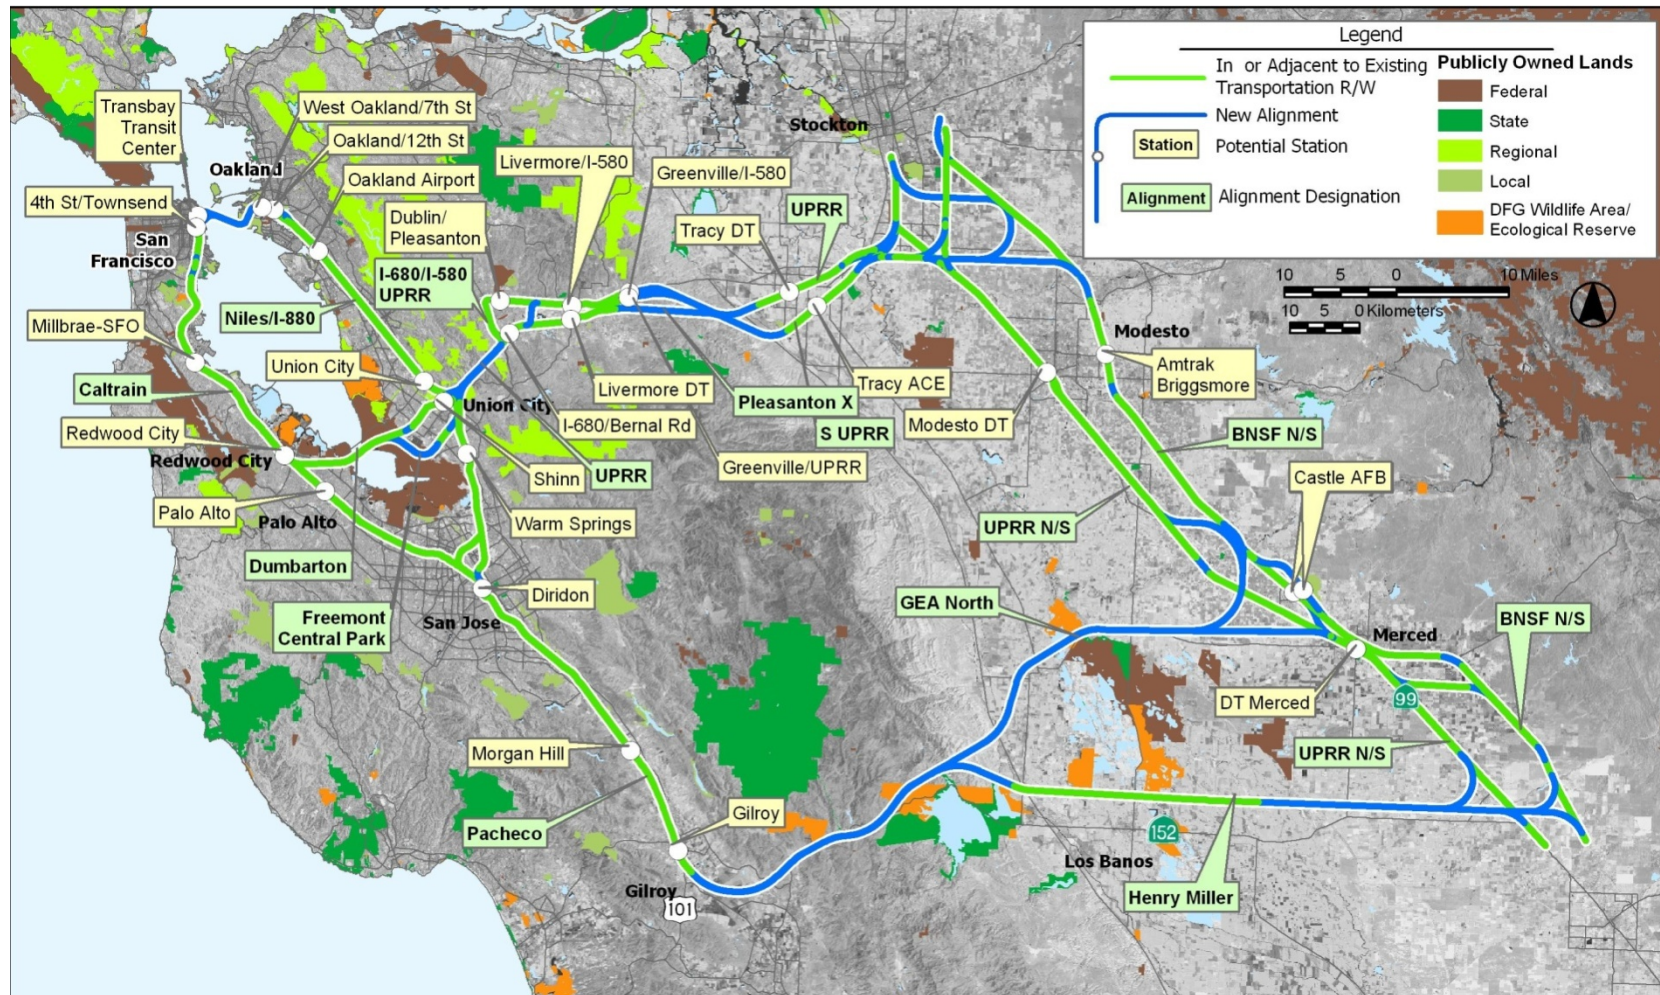 Legend
In or Adjacent to Existing
Transportation R/W
New Alignment
Station
Potential Station
Alignment
Alignment Designation
Publicly Owned Lands
Federal
State
Regional
Local
DFG Wildlife Area/
Ecological Reserve
10 5 0 10 Miles
10 5 0 Kilometers
Transbay
Transit
Center
West Oakland/7th St
Oakland/12th St
Oakland
Oakland Airport
4th St/Townsend
San
Francisco
Dublin/
Pleasanton
Livermore/I-580
Greenville/I-580
Stockton
UPRR
Tracy DT
I-680/I-580
UPRR
Niles/I-880
Millbrae-SFO
Union City
Caltrain
Union City
Livermore DT
Pleasanton X
Tracy ACE
Modesto
Amtrak
Briggsmore
Redwood City
Redwood City
I-680/Bernal Rd
S UPRR
Modesto DT
BNSF N/S
Greenville/UPRR
Shinn
UPRR
Castle AFB
Palo Alto
Palo Alto
Warm Springs
UPRR N/S
Dumbarton
Diridon
GEA North
Freemont
Central Park
San Jose
Merced
BNSF N/S
DT Merced
99
Morgan Hill
UPRR N/S
Pacheco
Gilroy
152
Los Banos
Gilroy
101
Henry Miller